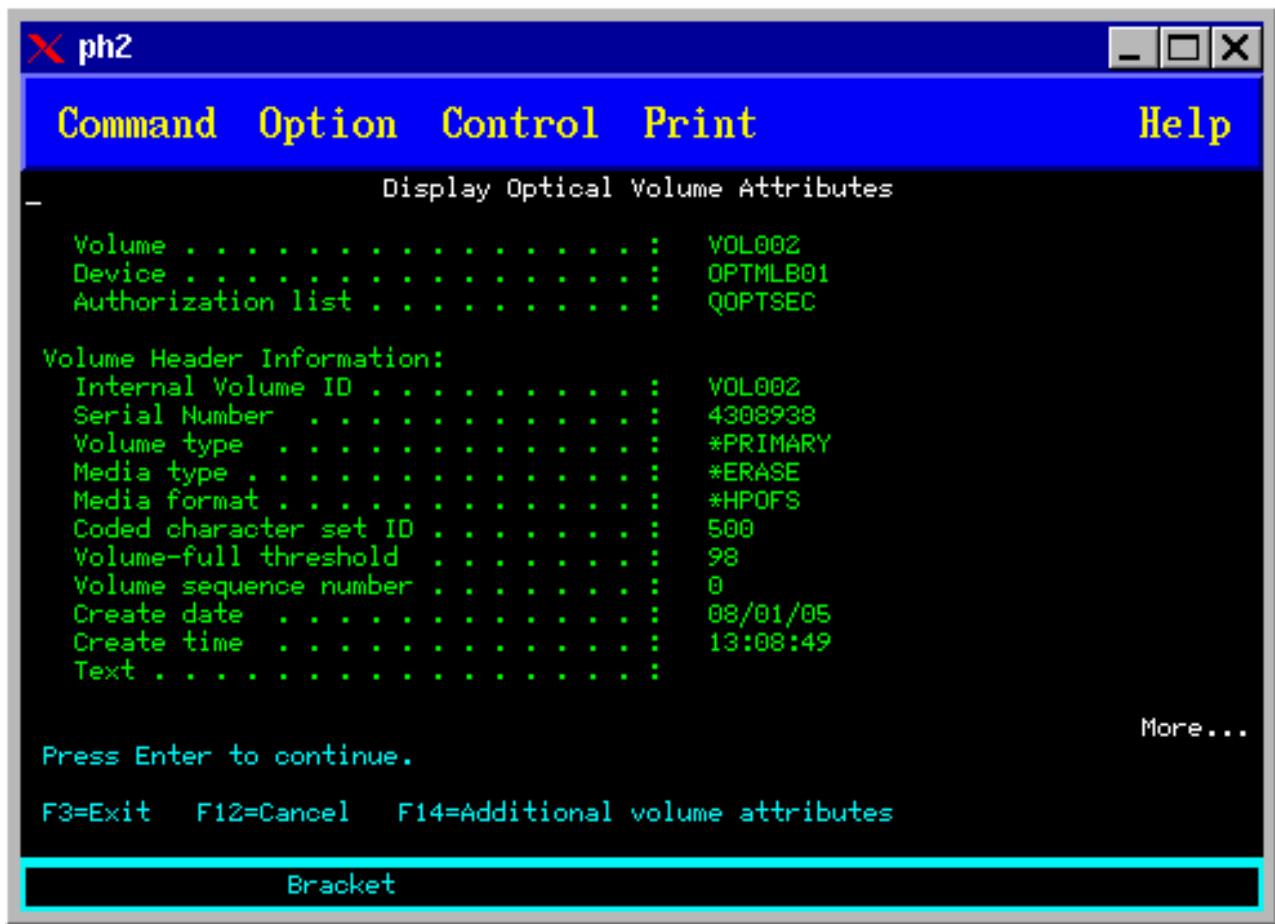 ph2
Command Option Control Print Help
Display Optical Volume Attributes
Volume . . . . . . . . . . . . . . . : VOL002
Device . . . . . . . . . . . . . . . : OPTMLB01
Authorization list . . . . . . . . . : QOPTSEC
Volume Header Information:
Internal Volume ID . . . . . . . . . : VOL002
Serial Number . . . . . . . . . . . : 4308938
Volume type . . . . . . . . . . . . : *PRIMARY
Media type . . . . . . . . . . . . . : *ERASE
Media format . . . . . . . . . . . . : *HPOFS
Coded character set ID . . . . . . . : 500
Volume-full threshold . . . . . . . : 98
Volume sequence number . . . . . . . : 0
Create date . . . . . . . . . . . . : 08/01/05
Create time . . . . . . . . . . . . : 13:08:49
Text . . . . . . . . . . . . . . . . :
More...
Press Enter to continue.
F3=Exit F12=Cancel F14=Additional volume attributes
Bracket